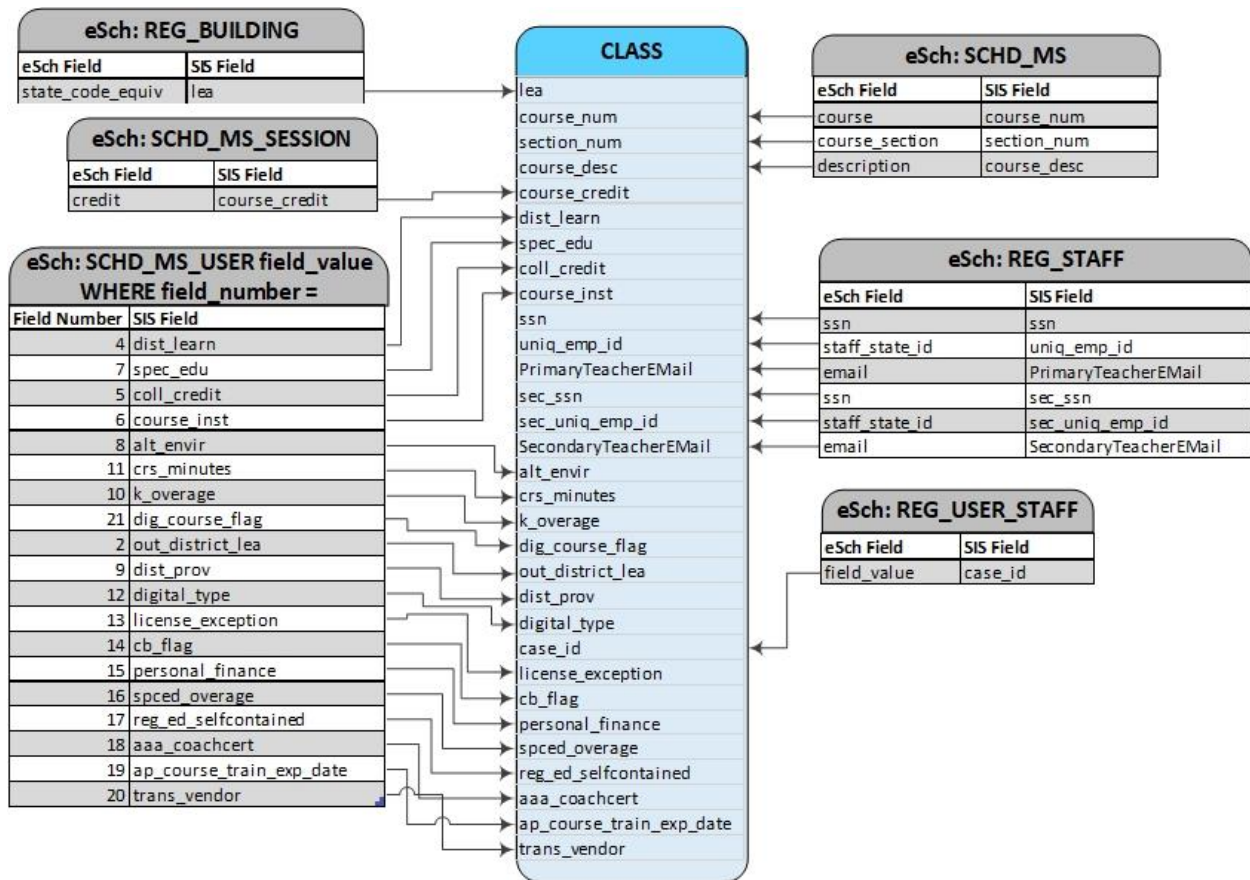 eSch: REG_BUILDING
eSch Field SIS Field
state_code_equiv lea
eSch: SCHD_MS_SESSION
eSch Field SIS Field
credit course_credit
eSch: SCHD_MS_USER field_value
WHERE field_number =
Field Number SIS Field
4 dist_learn
7 spec_edu
5 coll_credit
6 course_inst
8 alt_envir
11 crs_minutes
10 k_overage
21 dig_course_flag
2 out_district_lea
9 dist_prov
12 digital_type
13 license_exception
14 cb_flag
15 personal_finance
16 spced_overage
17 reg_ed_selfcontained
18 aaa_coachcert
19 ap_course_train_exp_date
20 trans_vendor
CLASS
lea
course_num
section_num
course_desc
course_credit
dist_learn
spec_edu
coll_credit
course_inst
ssn
uniq_emp_id
PrimaryTeacherEMail
sec_ssn
sec_uniq_emp_id
SecondaryTeacherEMail
alt_envir
crs_minutes
k_overage
dig_course_flag
out_district_lea
dist_prov
digital_type
case_id
license_exception
cb_flag
personal_finance
spced_overage
reg_ed_selfcontained
aaa_coachcert
ap_course_train_exp_date
trans_vendor
eSch: SCHD_MS
eSch Field SIS Field
course course_num
course_section section_num
description course_desc
eSch: REG_STAFF
eSch Field SIS Field
ssn ssn
staff_state_id uniq_emp_id
email PrimaryTeacherEMail
ssn sec_ssn
staff_state_id sec_uniq_emp_id
email SecondaryTeacherEMail
eSch: REG_USER_STAFF
eSch Field SIS Field
field_value case_id